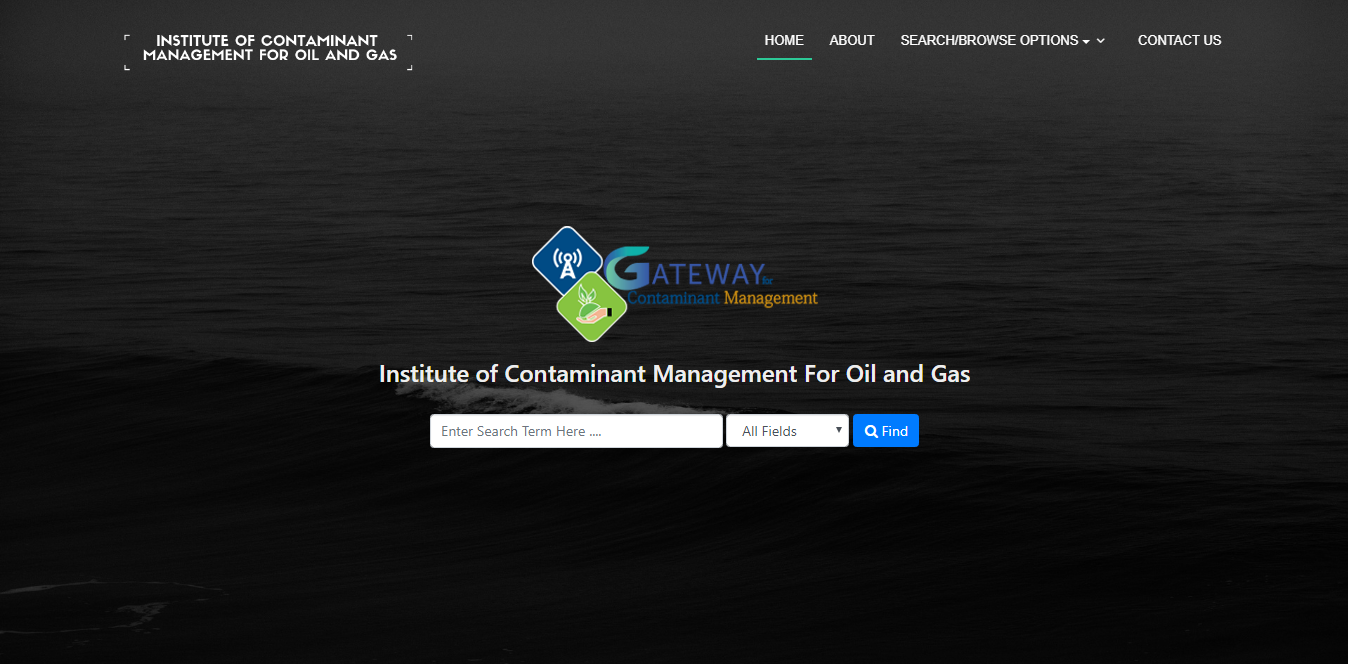 INSTITUTE OF CONTAMINANT
MANAGEMENT FOR OIL AND GAS
HOME ABOUT SEARCH/BROWSE OPTIONS CONTACT US
GATEWAY for
Contaminant Management
Institute of Contaminant Management For Oil and Gas
Enter Search Term Here .... All Fields Find